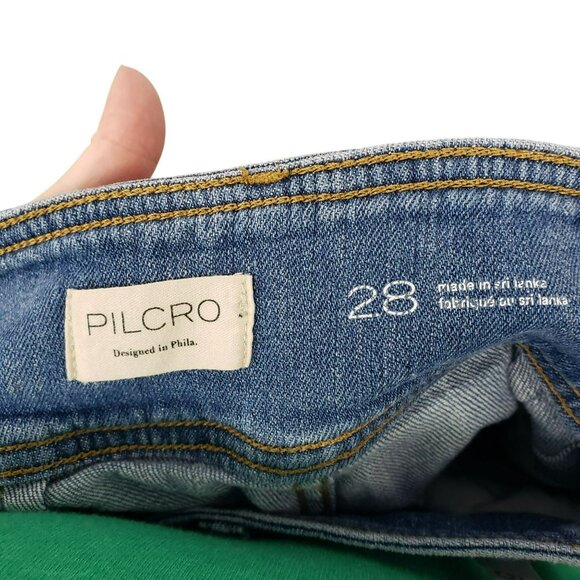 PILCRO
Designed in Phila.
28
made in sri lanka
fabriqué au sri lanka